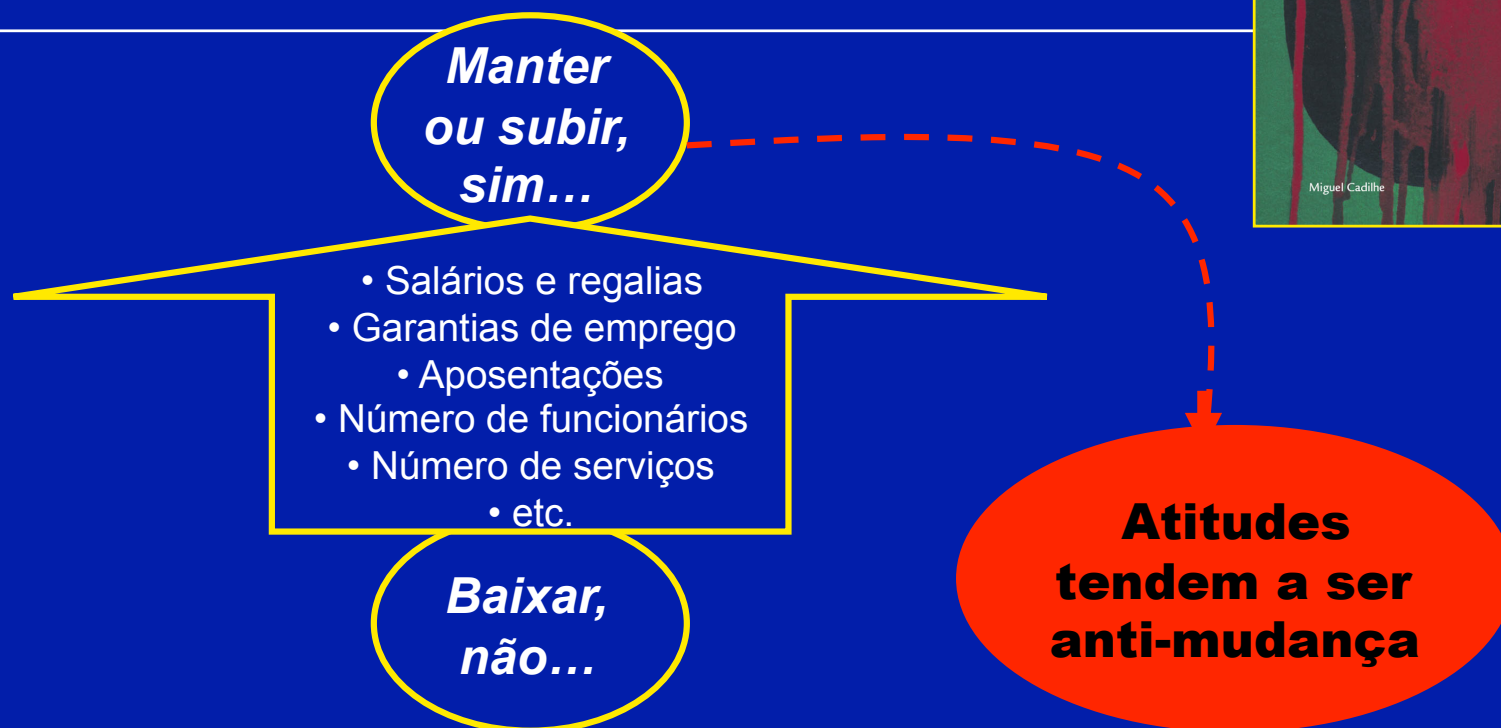 Manter
ou subir,
sim…
Miguel Cadilhe
• Salários e regalias
• Garantias de emprego
• Aposentações
• Número de funcionários
• Número de serviços
• etc.
Baixar,
não…
Atitudes
tendem a ser
anti-mudança